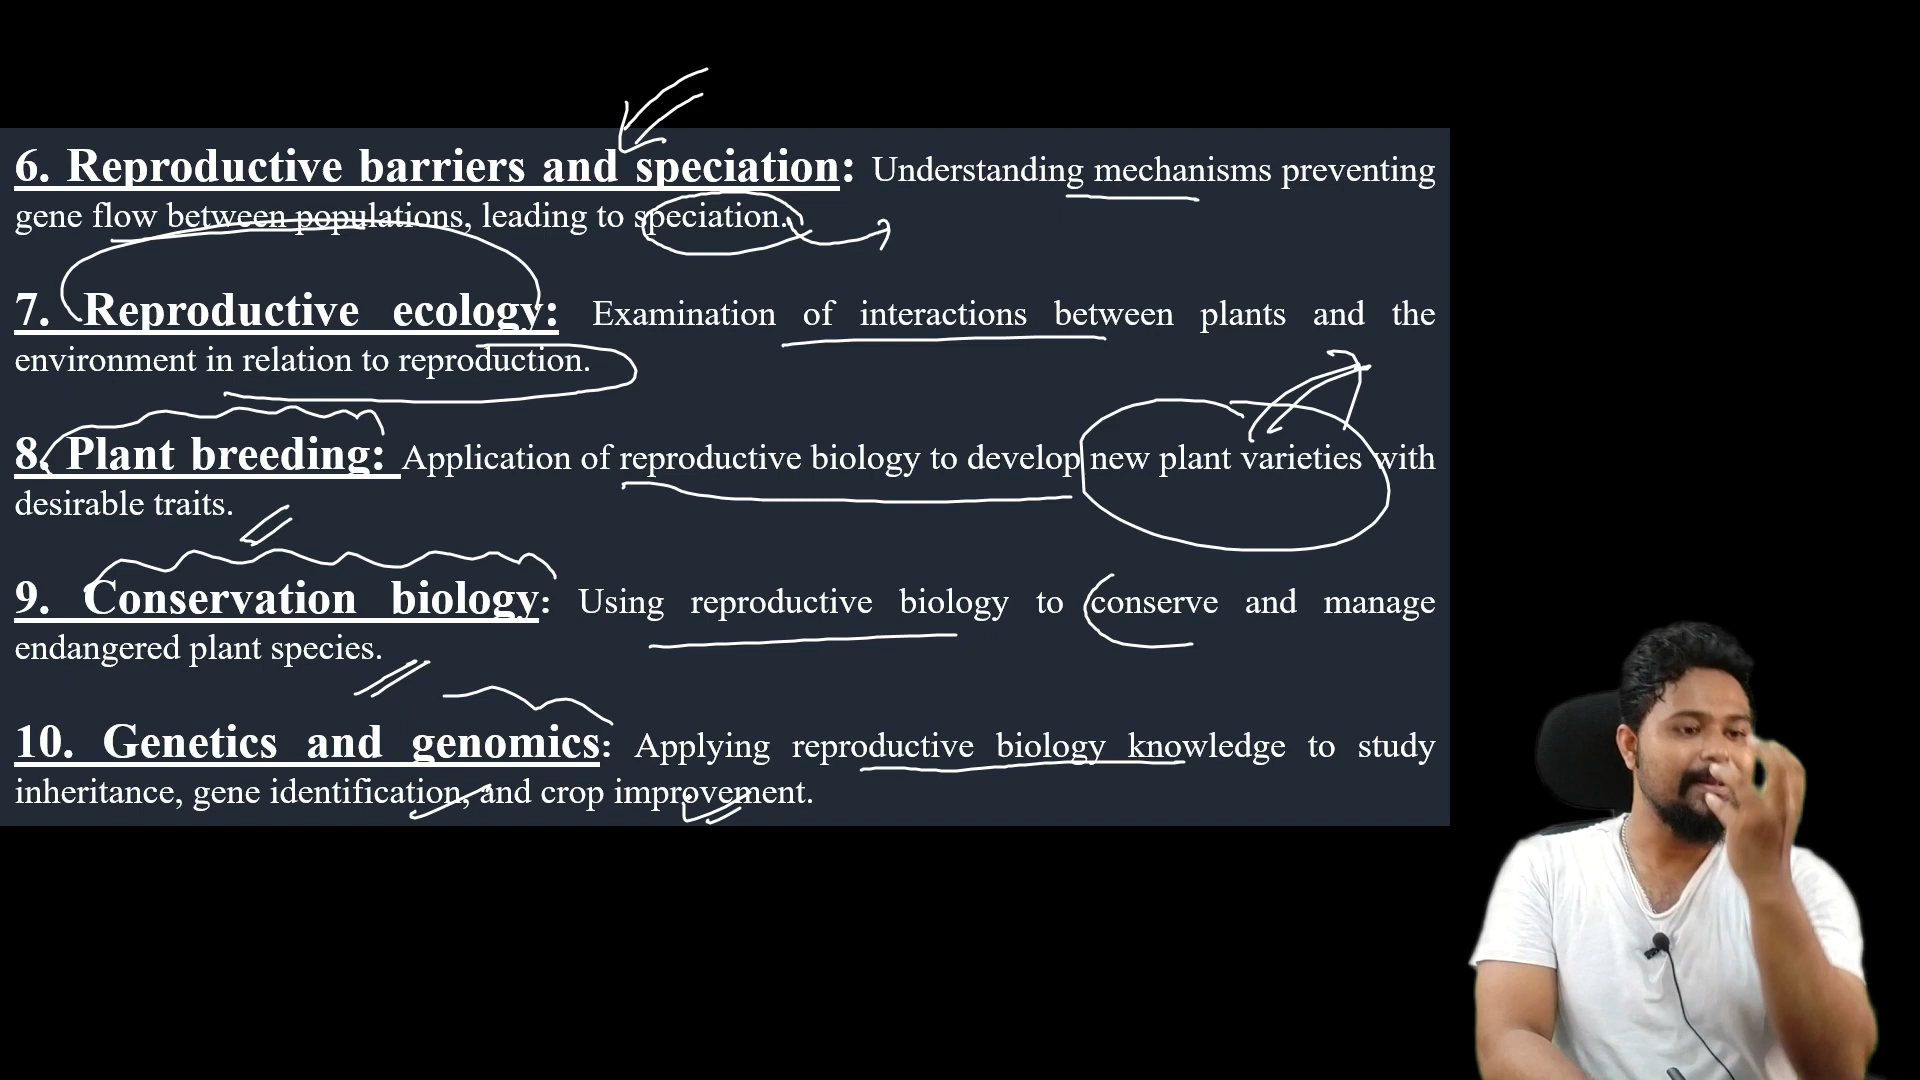 6. Reproductive barriers and speciation: Understanding mechanisms preventing
gene flow between populations, leading to speciation.
7. Reproductive ecology: Examination of interactions between plants and the
environment in relation to reproduction.
8. Plant breeding: Application of reproductive biology to develop new plant varieties with
desirable traits.
9. Conservation biology: Using reproductive biology to conserve and manage
endangered plant species.
10. Genetics and genomics: Applying reproductive biology knowledge to study
inheritance, gene identification, and crop improvement.